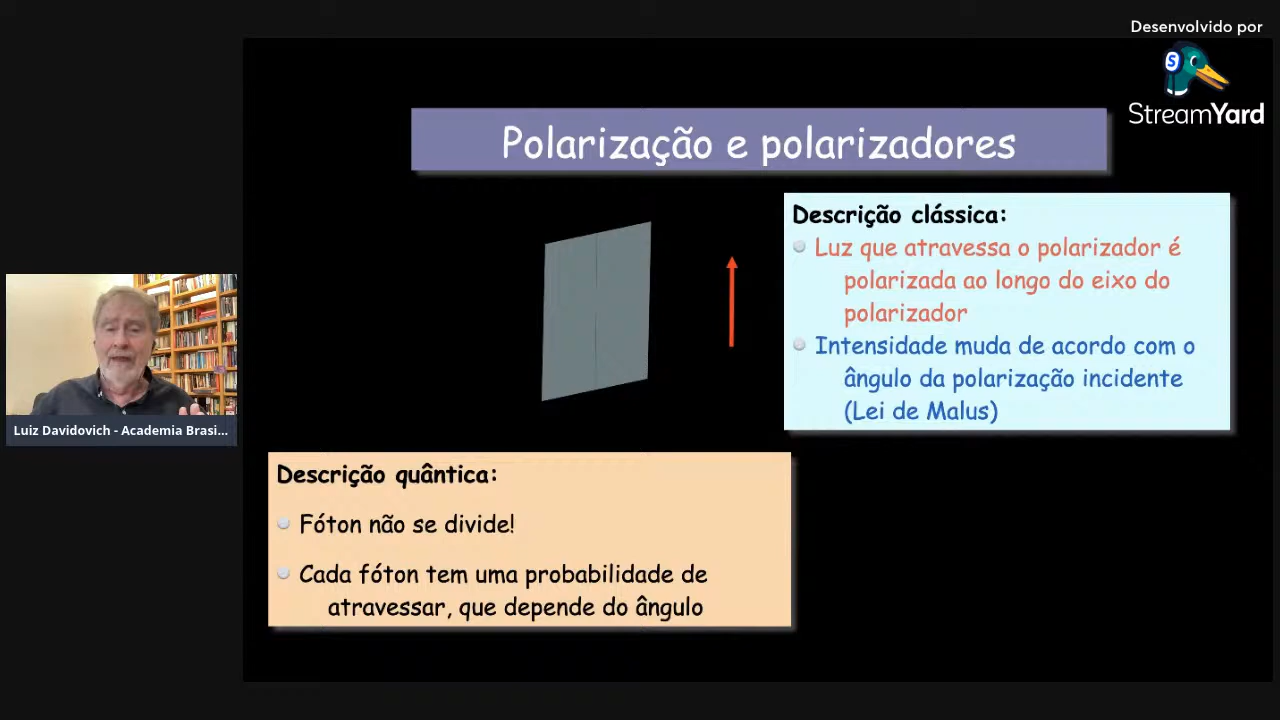 Desenvolvido por
StreamYard
Polarização e polarizadores
Descrição clássica:
Luz que atravessa o polarizador é
polarizada ao longo do eixo do
polarizador
Intensidade muda de acordo com o
ângulo da polarização incidente
(Lei de Malus)
Luiz Davidovich - Academia Brasi...
Descrição quântica:
Fóton não se divide!
Cada fóton tem uma probabilidade de
atravessar, que depende do ângulo